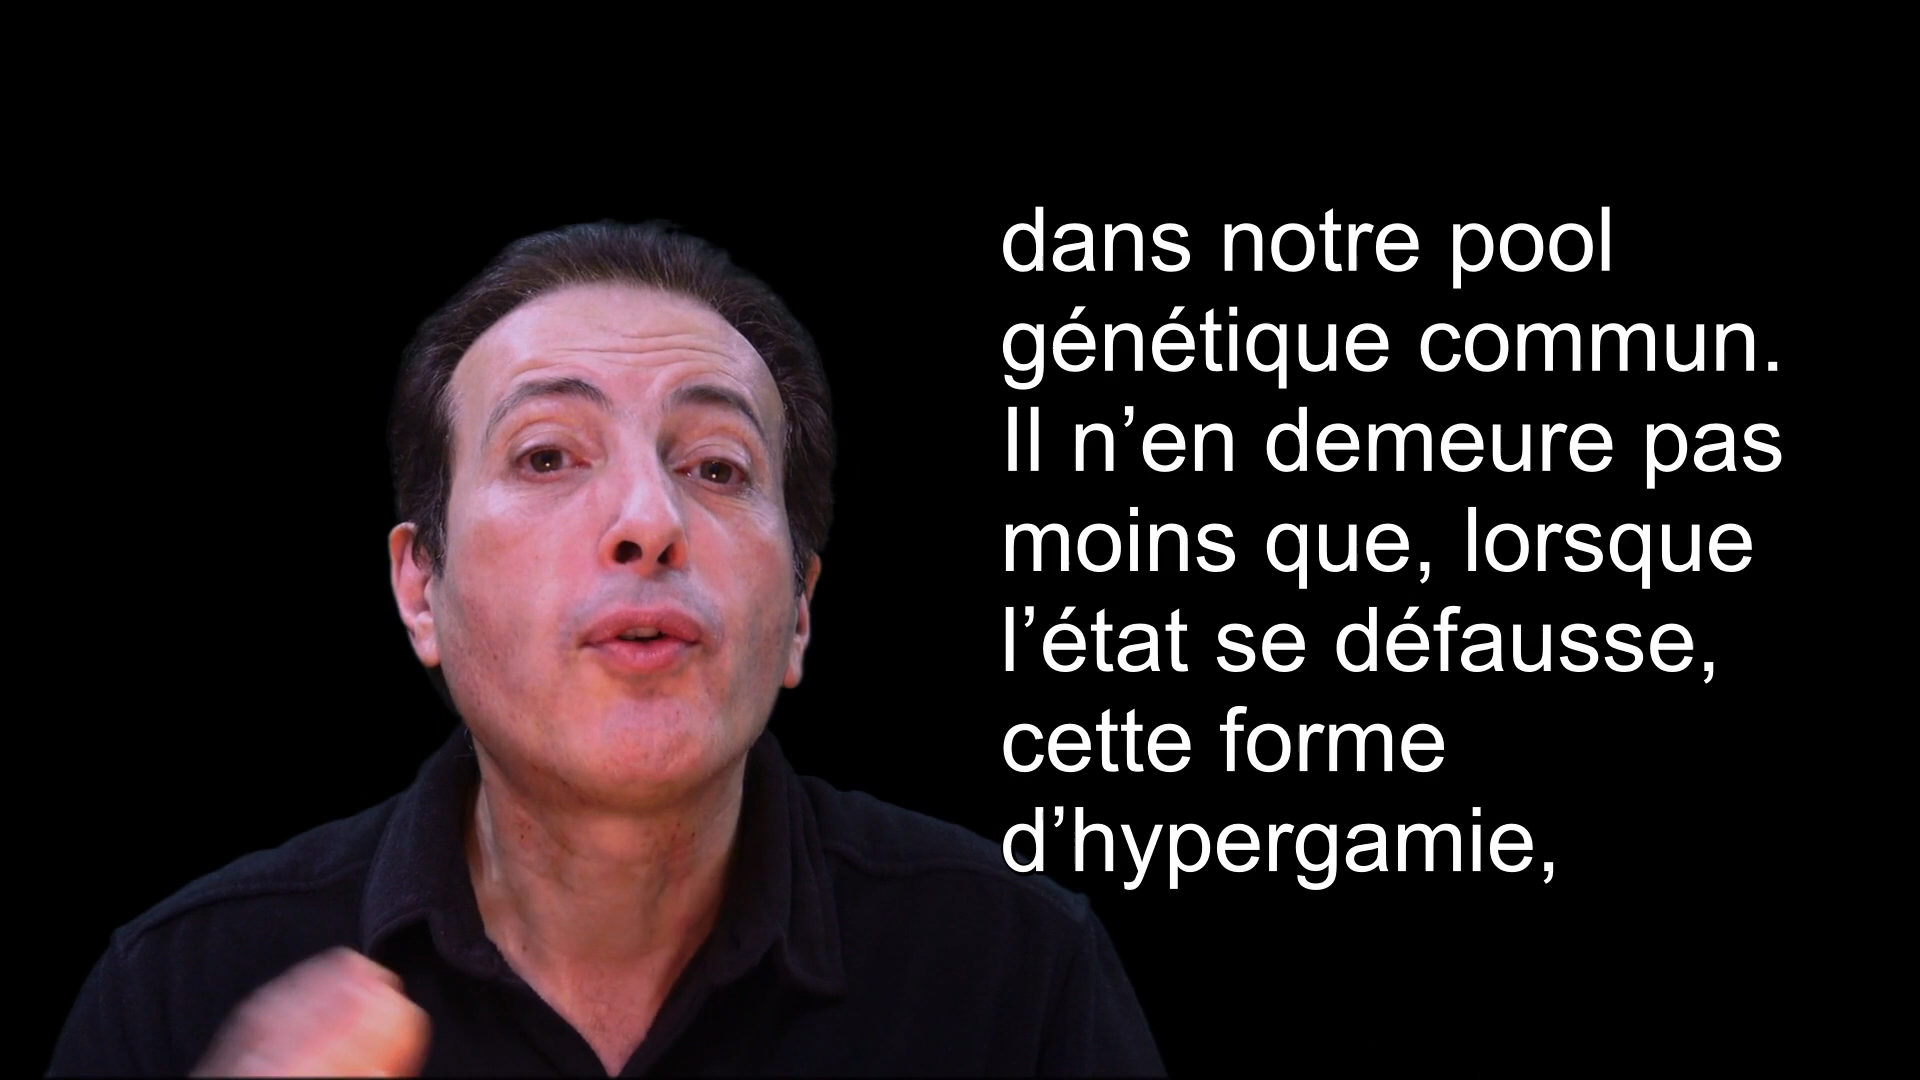 dans notre pool
génétique commun.
Il n’en demeure pas
moins que, lorsque
l’état se défausse,
cette forme
d’hypergamie,